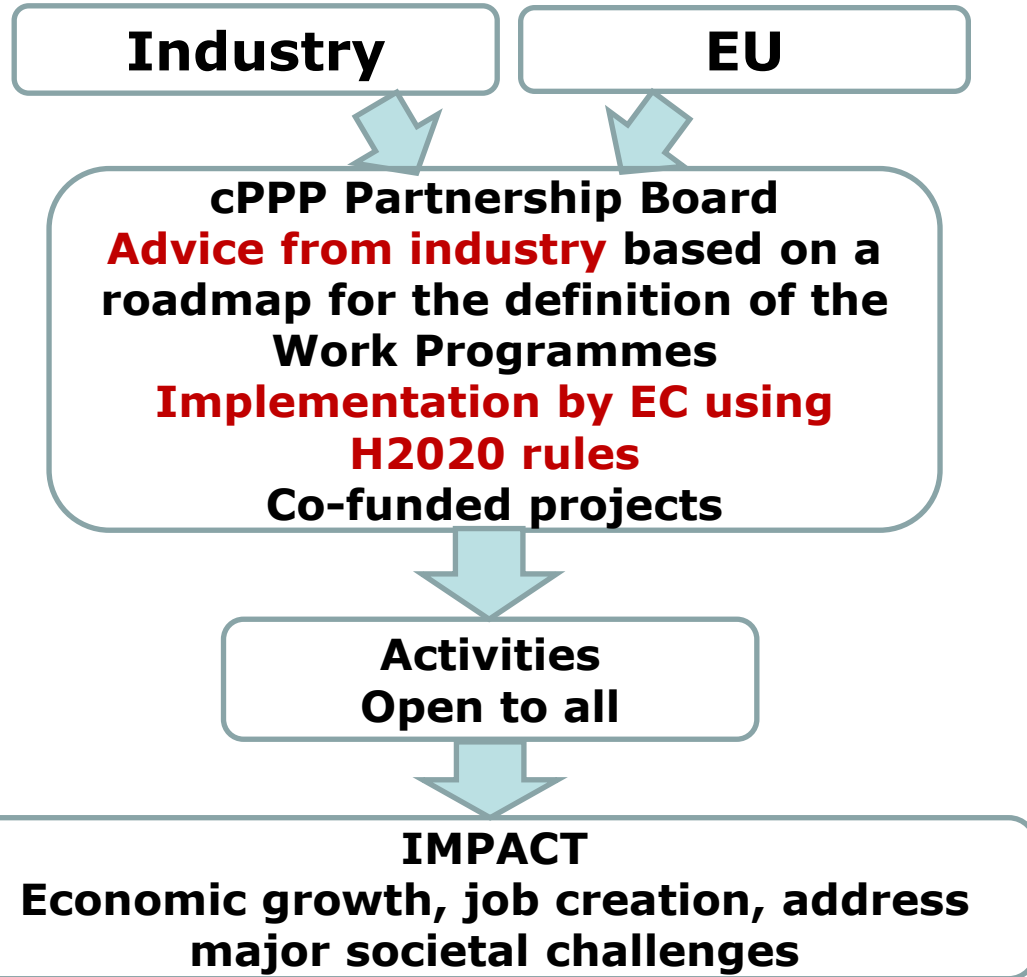 Industry
EU
cPPP Partnership Board
Advice from industry based on a
roadmap for the definition of the
Work Programmes
Implementation by EC using
H2020 rules
Co-funded projects
Activities
Open to all
IMPACT
Economic growth, job creation, address
major societal challenges